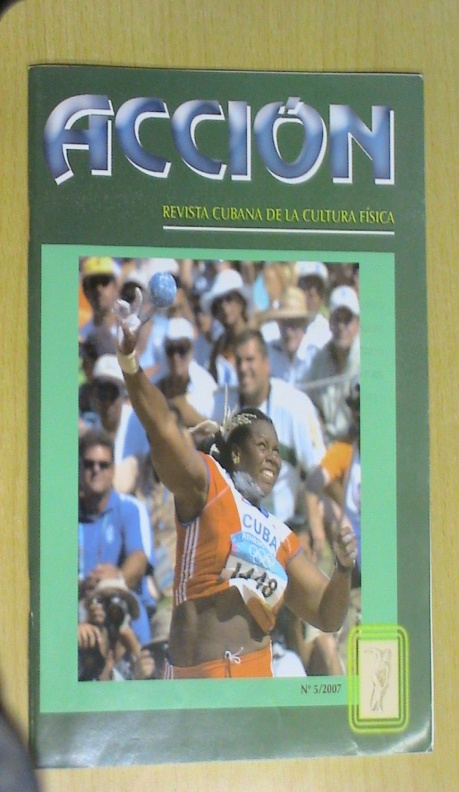 ACCIÓN
REVISTA CUBANA DE LA CULTURA FÍSICA
CUBA
1448
Nº 5/2007